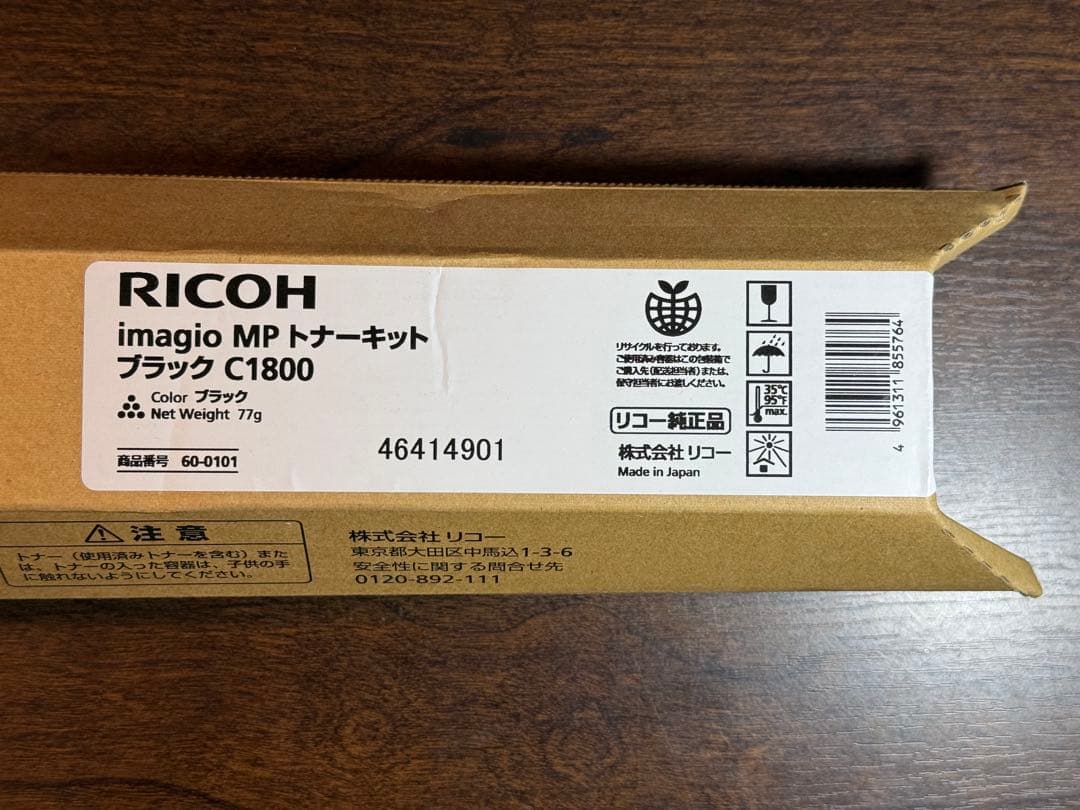 RICOH
imagio MP トナーキット
ブラック C1800
Color ブラック
Net Weight 77g
商品番号 60-0101
46414901
リサイクルを行っております。
ご使用済み容器はこの包装箱で
ご購入先(配送担当者)または、
保守担当者にお渡しください。
リコー純正品
株式会社 リコー
Made in Japan
35℃
95°F
max.
4 961311 855764
注意
トナー(使用済みトナーを含む)また
は、トナーの入った容器は、子供の手
に触れないようにしてください。
株式会社 リコー
東京都大田区中馬込1-3-6
安全性に関する問合せ先
0120-892-111